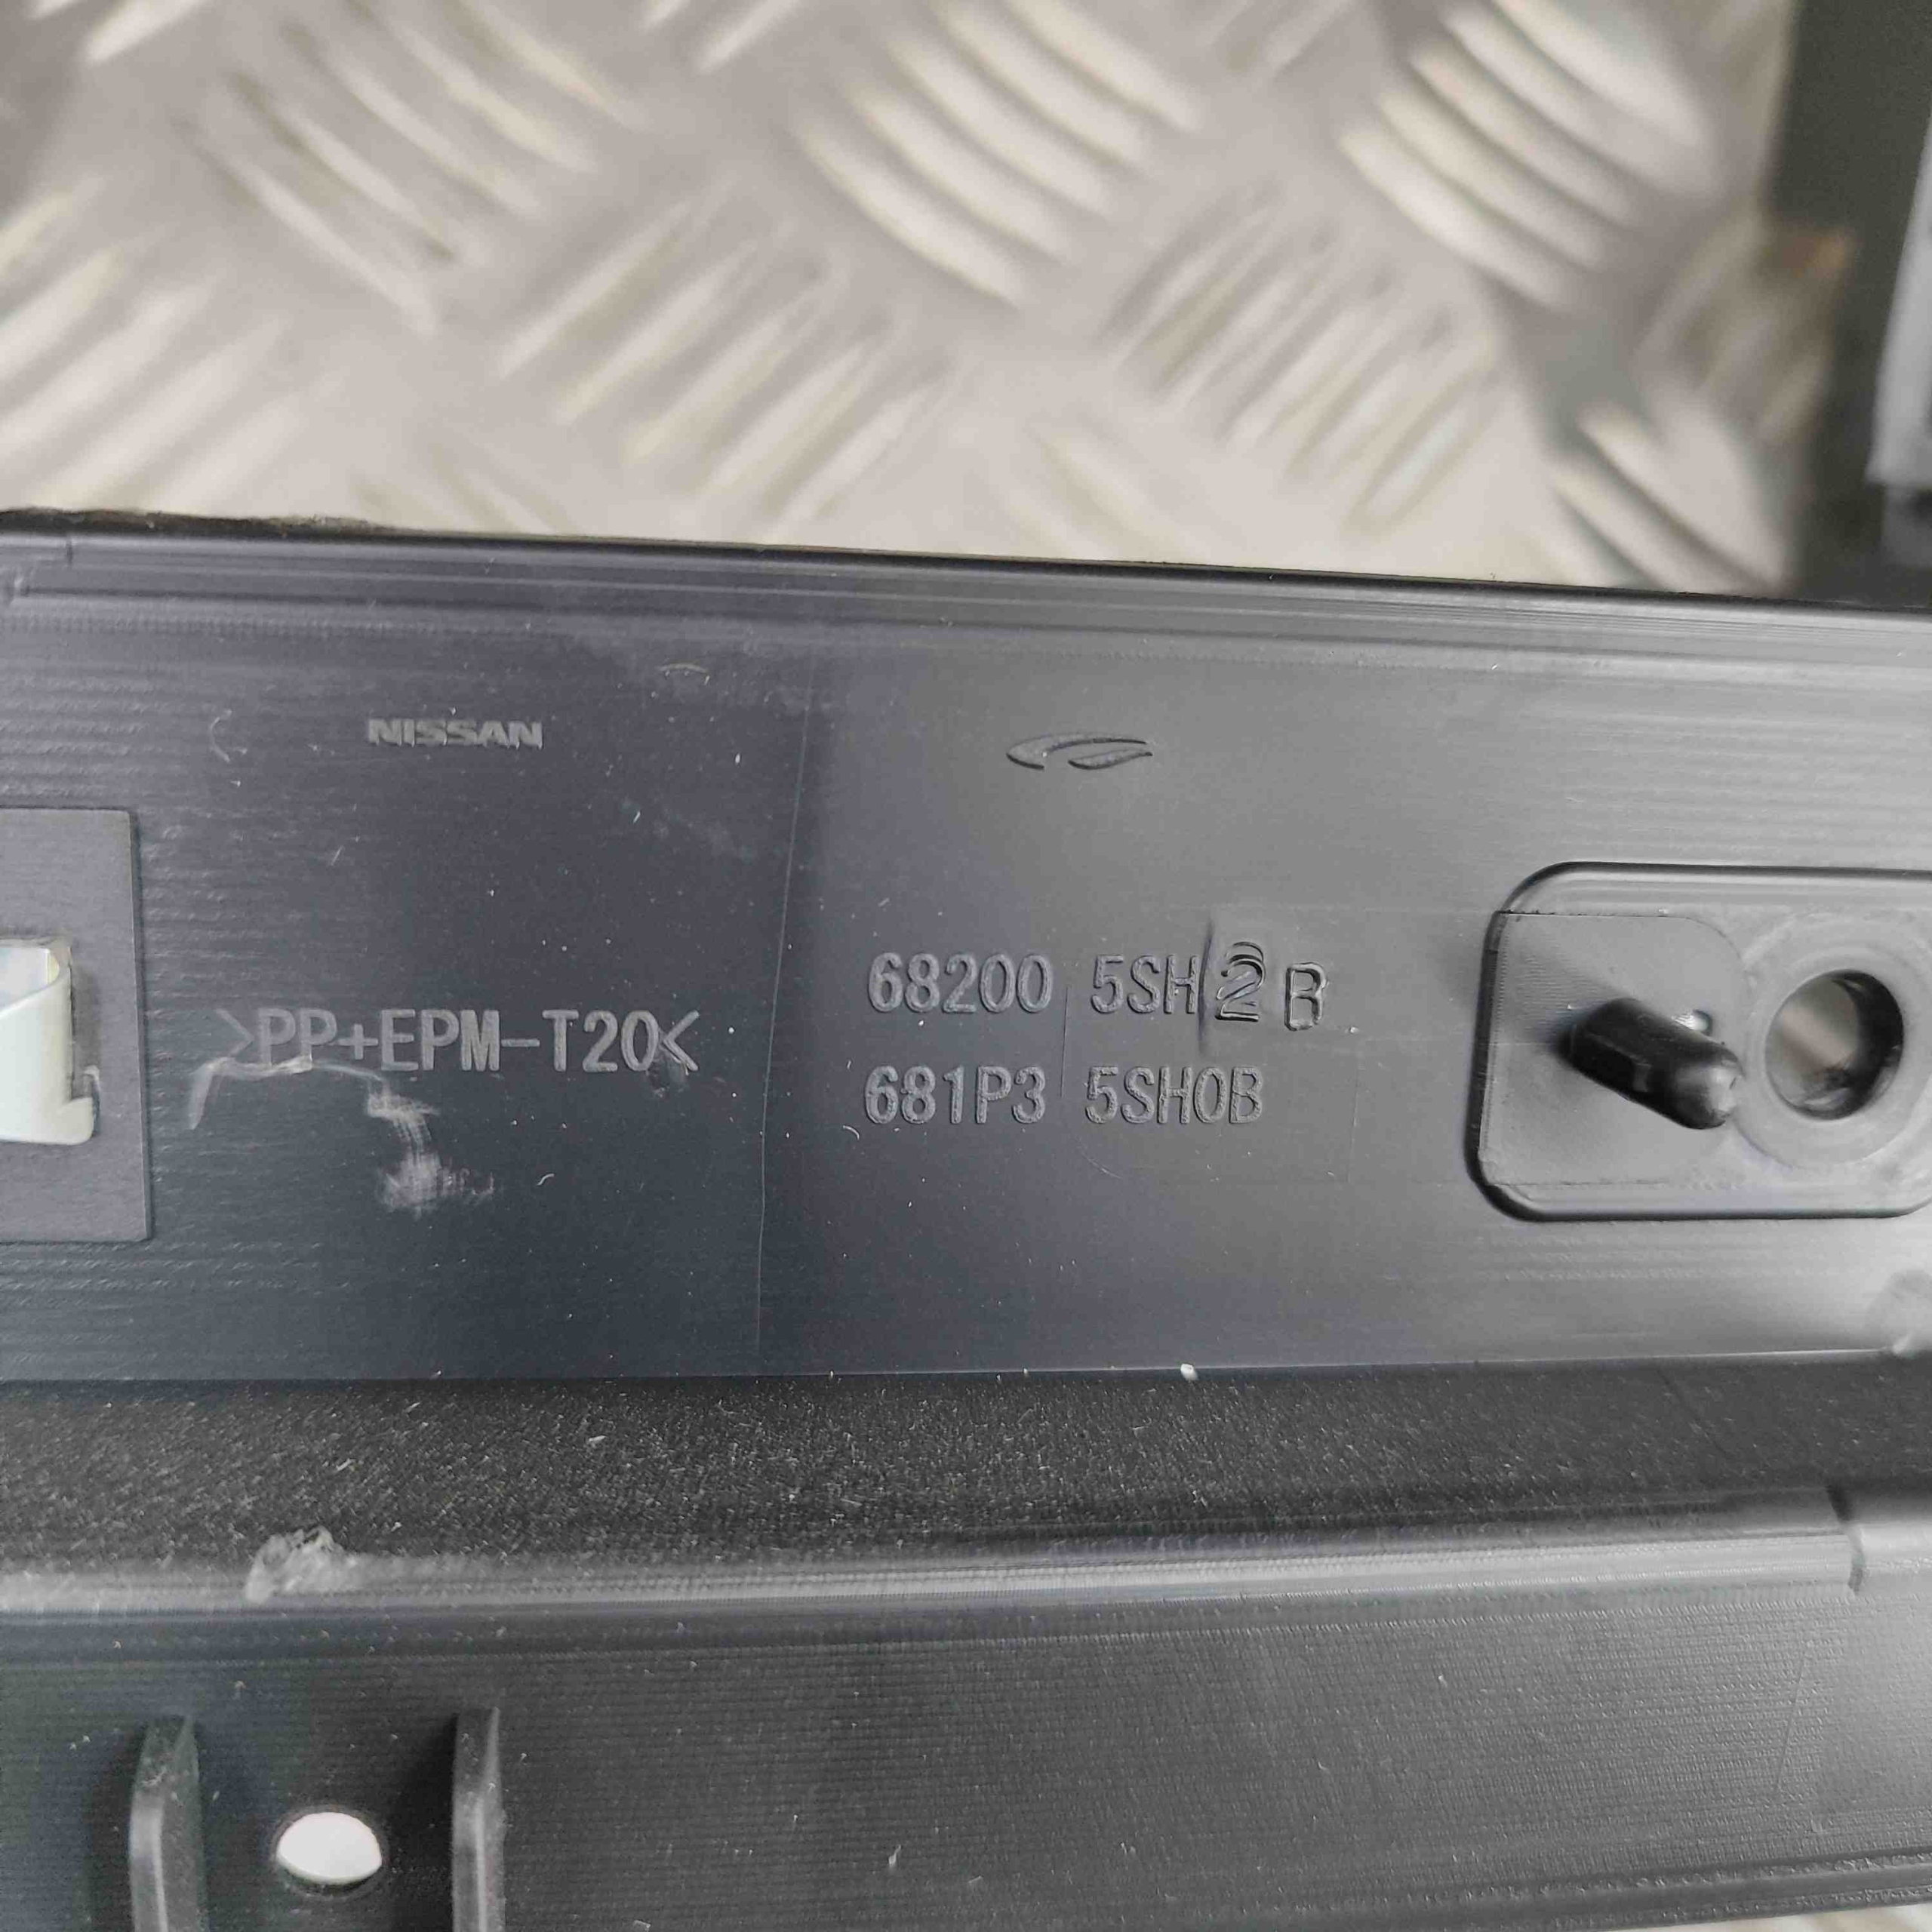 NISSAN
>PP+EPM-T20<
68200 5SH2B
681P3 5SH0B